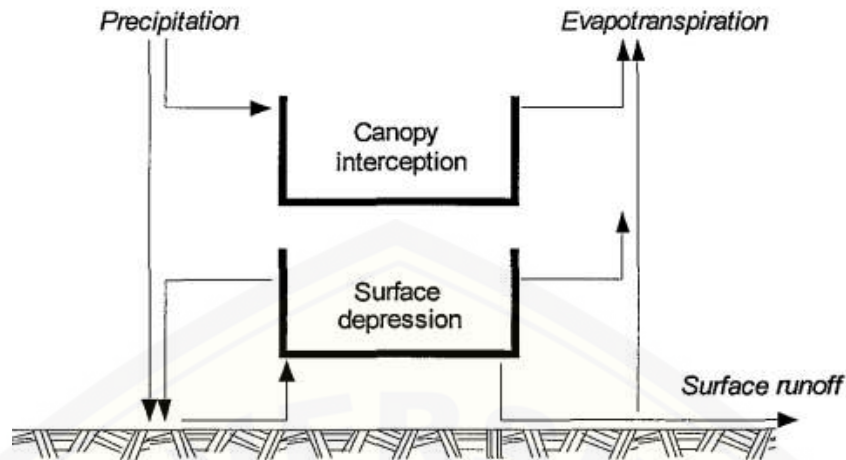 Precipitation
Evapotranspiration
Canopy
interception
Surface
depression
Surface runoff